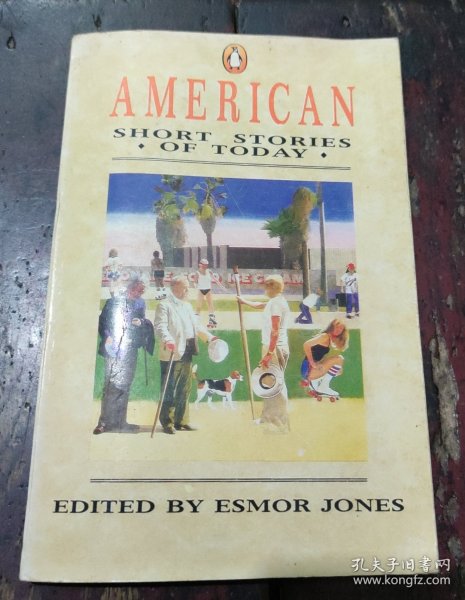 AMERICAN
SHORT STORIES
• OF TODAY •
EDITED BY ESMOR JONES
孔夫子旧书网
www.kongfz.com